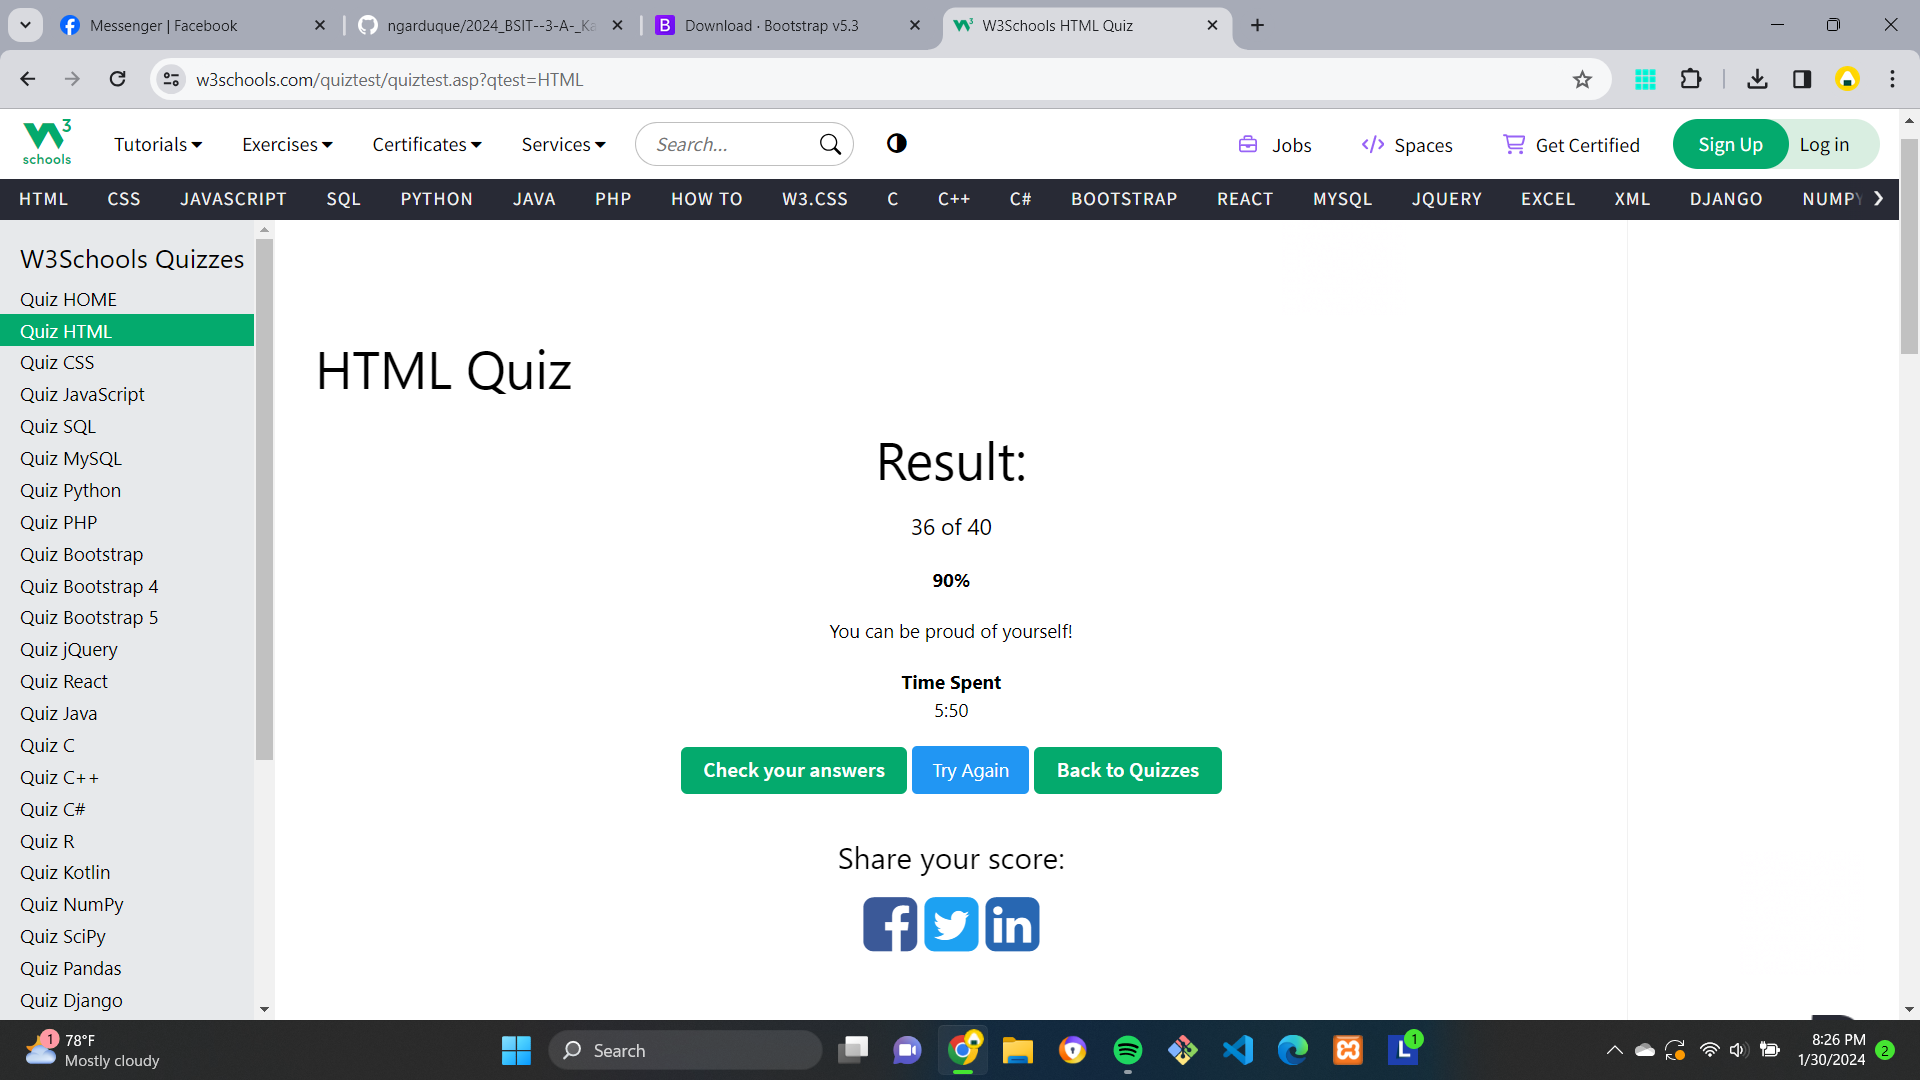 Messenger | Facebook
ngarduque/2024_BSIT--3-A-_Ka
Download · Bootstrap v5.3
W3Schools HTML Quiz
w3schools.com/quiztest/quiztest.asp?qtest=HTML
3
schools
Tutorials
Exercises
Certificates
Services
Search...
Jobs
Spaces
Get Certified
Sign Up
Log in
HTML
CSS
JAVASCRIPT
SQL
PYTHON
JAVA
PHP
HOW TO
W3.CSS
C
C++
C#
BOOTSTRAP
REACT
MYSQL
JQUERY
EXCEL
XML
DJANGO
NUMPY
W3Schools Quizzes
Quiz HOME
Quiz HTML
Quiz CSS
Quiz JavaScript
Quiz SQL
Quiz MySQL
Quiz Python
Quiz PHP
Quiz Bootstrap
Quiz Bootstrap 4
Quiz Bootstrap 5
Quiz jQuery
Quiz React
Quiz Java
Quiz C
Quiz C++
Quiz C#
Quiz R
Quiz Kotlin
Quiz NumPy
Quiz SciPy
Quiz Pandas
Quiz Django
HTML Quiz
Result:
36 of 40
90%
You can be proud of yourself!
Time Spent
5:50
Check your answers
Try Again
Back to Quizzes
Share your score:
1
78°F
Mostly cloudy
Search
L
1
8:26 PM
1/30/2024
2